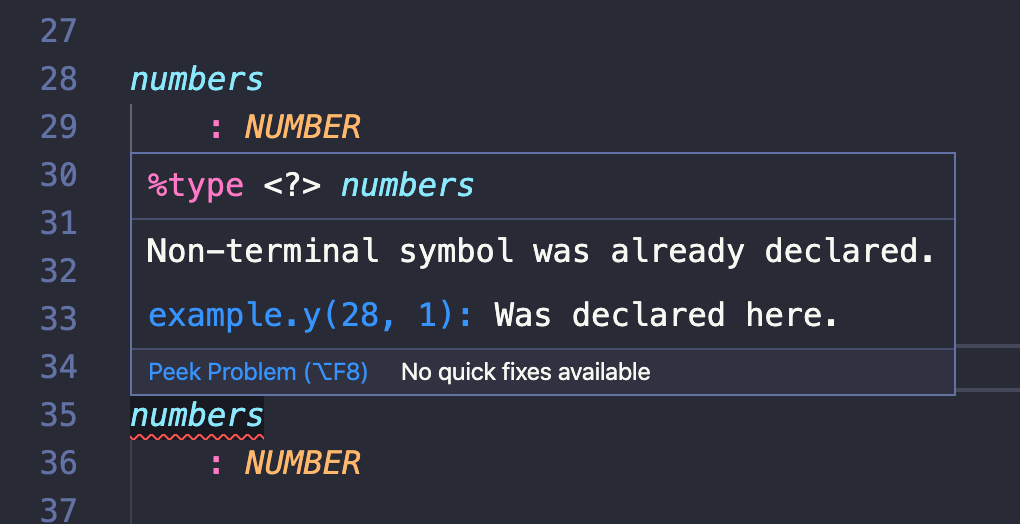 27
28 numbers
29 : NUMBER
30 %type <?> numbers
31 Non-terminal symbol was already declared.
32
33 example.y(28, 1): Was declared here.
34 Peek Problem (⌥F8) No quick fixes available
35 numbers
36 : NUMBER
37